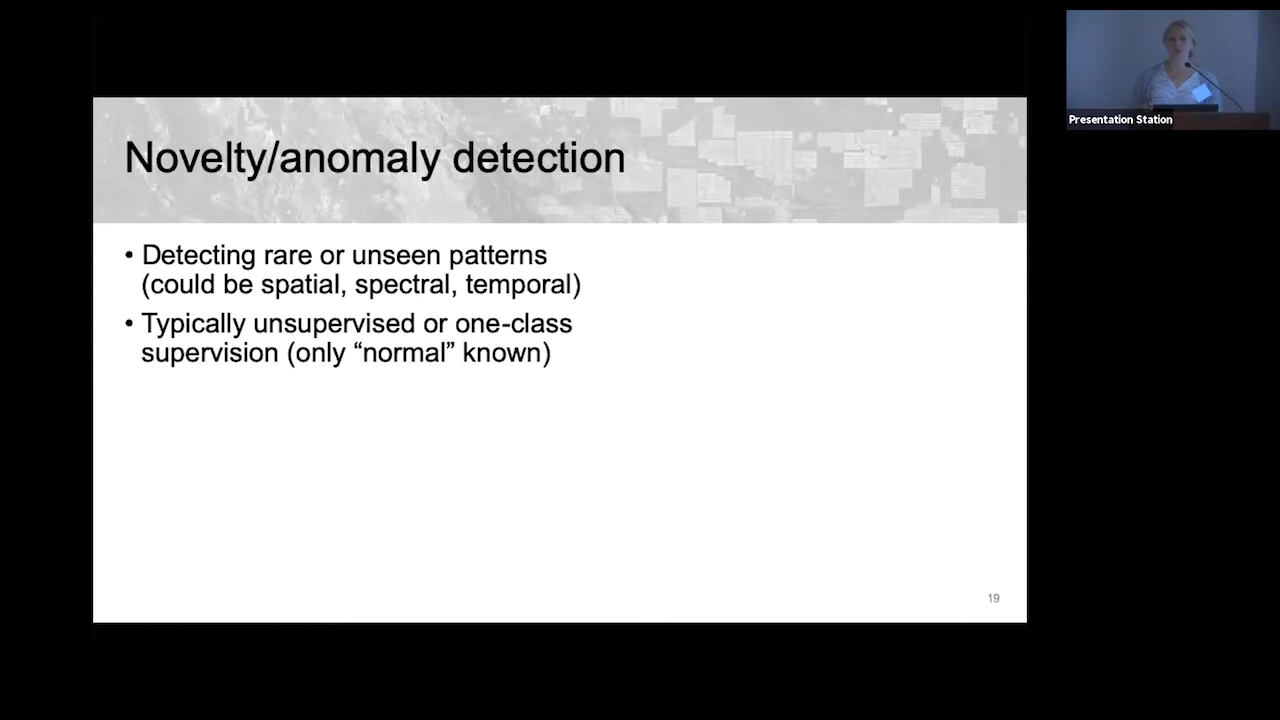 Novelty/anomaly detection
• Detecting rare or unseen patterns
(could be spatial, spectral, temporal)
• Typically unsupervised or one-class
supervision (only “normal” known)
19
Presentation Station